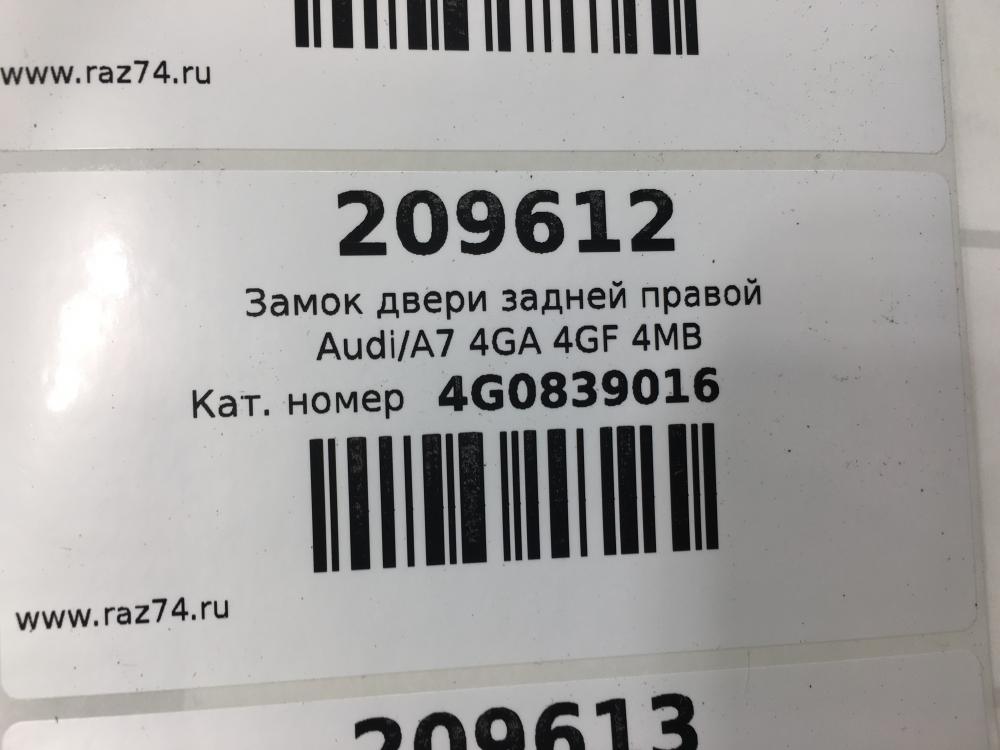 www.raz74.ru
209612
Замок двери задней правой
Audi/A7 4GA 4GF 4MB
Кат. номер 4G0839016
www.raz74.ru
209613